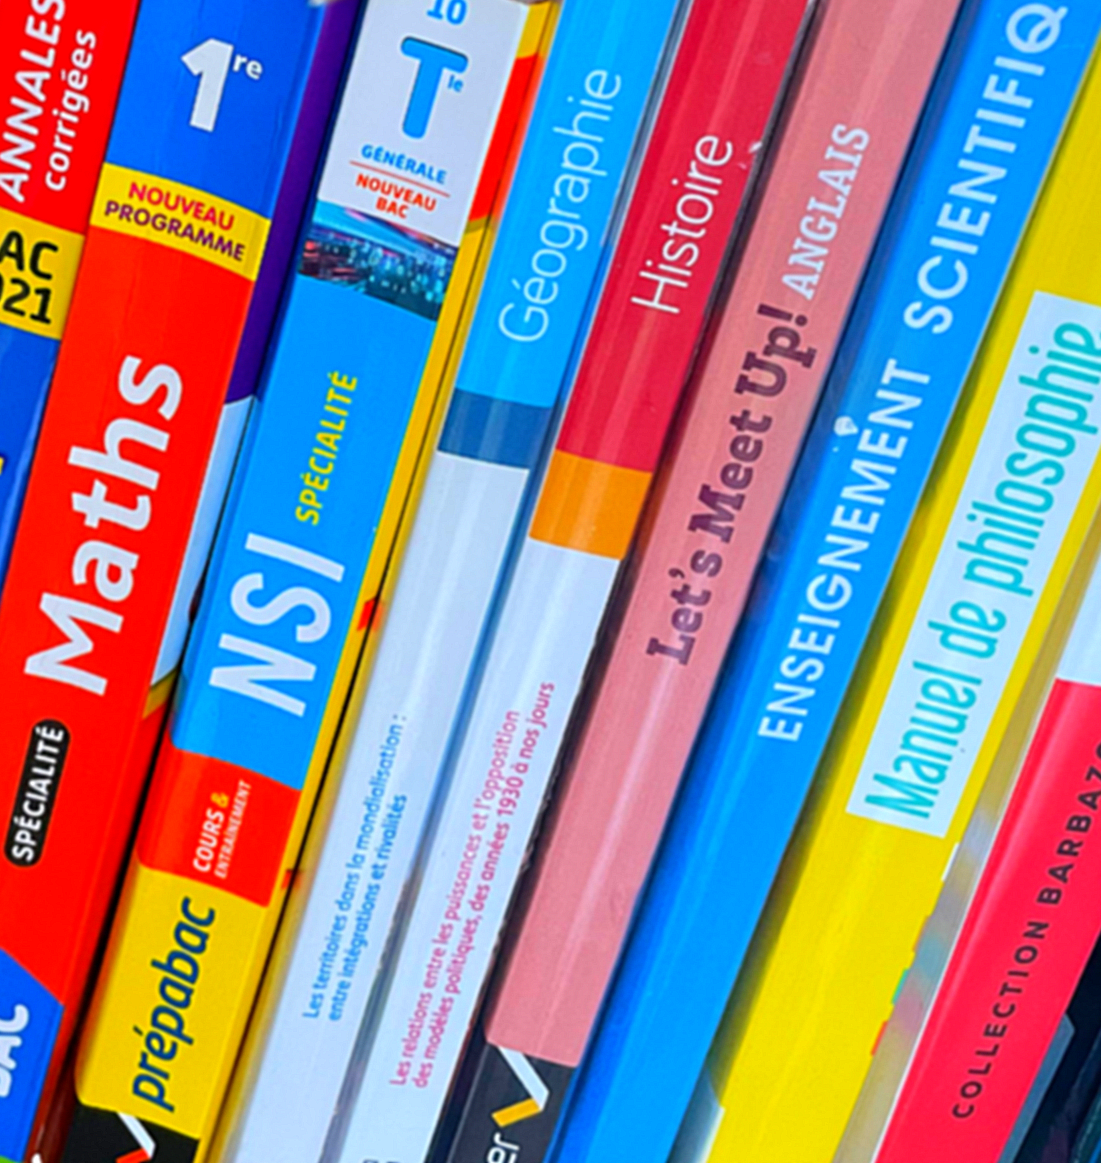 ANNALES
corrigées
AC
021
1re
NOUVEAU
PROGRAMME
Maths
SPÉCIALITÉ
10
Tle
GÉNÉRALE
NOUVEAU
BAC
NSI SPÉCIALITÉ
COURS &
ENTRAÎNEMENT
prépabac
Géographie
Les territoires dans la mondialisation :
entre intégrations et rivalités
Histoire
Les relations entre les puissances et l'opposition
des modèles politiques, des années 1930 à nos jours
Let's Meet Up! ANGLAIS
er
ENSEIGNEMENT SCIENTIFIQ
Manuel de philosophie
COLLECTION BARBAZO